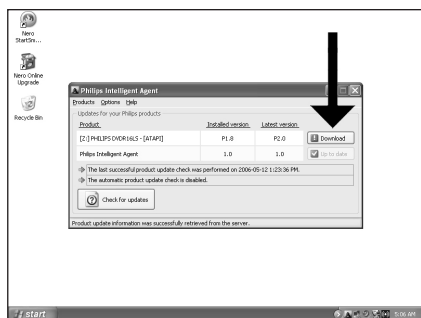 Nero
StartSm...
Nero Online
Upgrade
Recycle Bin
Philips Intelligent Agent
Products Options Help
Updates for your Philips products
Product Installed version Latest version
[Z:] PHILIPS DVDR16LS - [ATAPI] P1.8 P2.0 Download
Philips Intelligent Agent 1.0 1.0 Up to date
The last successful product update check was performed on 2006-05-12 1:23:36 PM.
The automatic product update check is disabled.
Check for updates
Product update information was successfully retrieved from the server.
start 5:06 AM